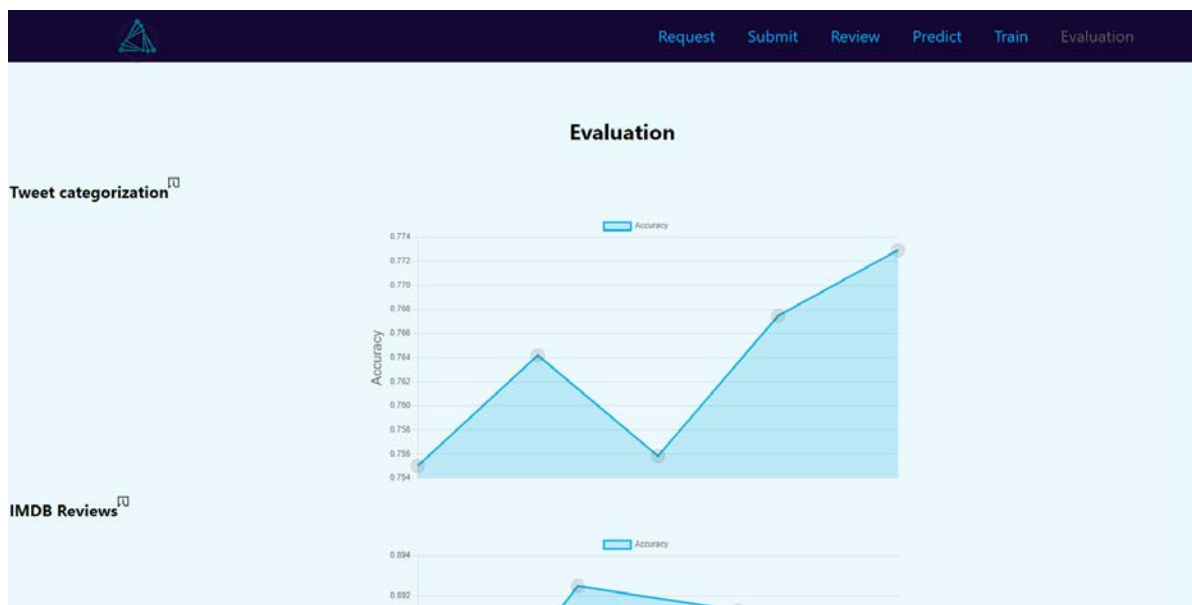 Request Submit Review Predict Train Evaluation
Evaluation
Tweet categorization
Accuracy
0.774
0.772
0.770
0.768
0.766
0.764
0.762
0.760
0.758
0.756
0.754
Accuracy
IMDB Reviews
Accuracy
0.894
0.892